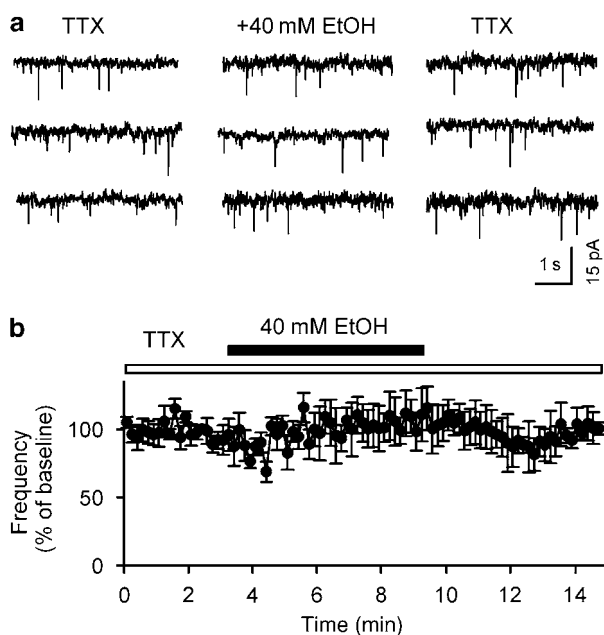 a
TTX +40 mM EtOH TTX
1 s
15 pA
b
40 mM EtOH
TTX
Frequency
(% of baseline)
100
50
0
0 2 4 6 8 10 12 14
Time (min)